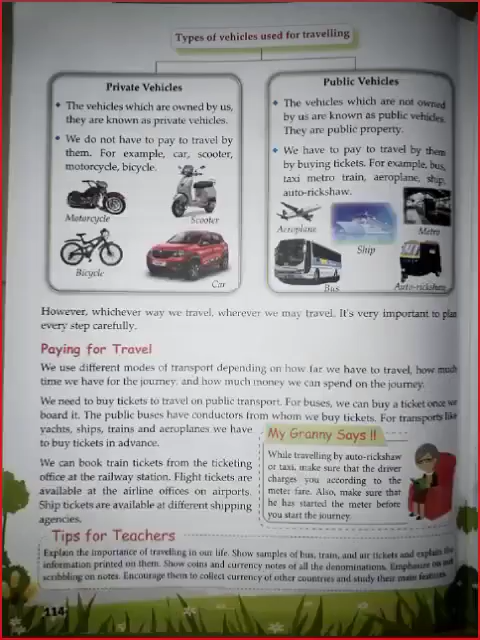 Types of vehicles used for travelling
Private Vehicles
• The vehicles which are owned by us,
they are known as private vehicles.
• We do not have to pay to travel by
them. For example, car, scooter,
motorcycle, bicycle.
Motorcycle
Scooter
Bicycle
Car
Public Vehicles
• The vehicles which are not owned
by us are known as public vehicles.
They are public property.
• We have to pay to travel by them
by buying tickets. For example, bus,
taxi metro train, aeroplane, ship,
auto-rickshaw.
Aeroplane
Ship
Metro
Bus
Auto-rickshaw
However, whichever way we travel, wherever we may travel. It's very important to plan
every step carefully.
Paying for Travel
We use different modes of transport depending on how far we have to travel, how much
time we have for the journey, and how much money we can spend on the journey.
We need to buy tickets to travel on public transport. For buses, we can buy a ticket once we
board it. The public buses have conductors from whom we buy tickets. For transports like
yachts, ships, trains and aeroplanes we have
to buy tickets in advance.
We can book train tickets from the ticketing
office at the railway station. Flight tickets are
available at the airline offices on airports.
Ship tickets are available at different shipping
agencies.
My Granny Says !!
While travelling by auto-rickshaw
or taxi, make sure that the driver
charges you according to the
meter fare. Also, make sure that
he has started the meter before
you start the journey.
Tips for Teachers
Explain the importance of travelling in our life. Show samples of bus, train, and air tickets and explain the
information printed on them. Show coins and currency notes of all the denominations. Emphasize on not
scribbling on notes. Encourage them to collect currency of other countries and study their main features.
114